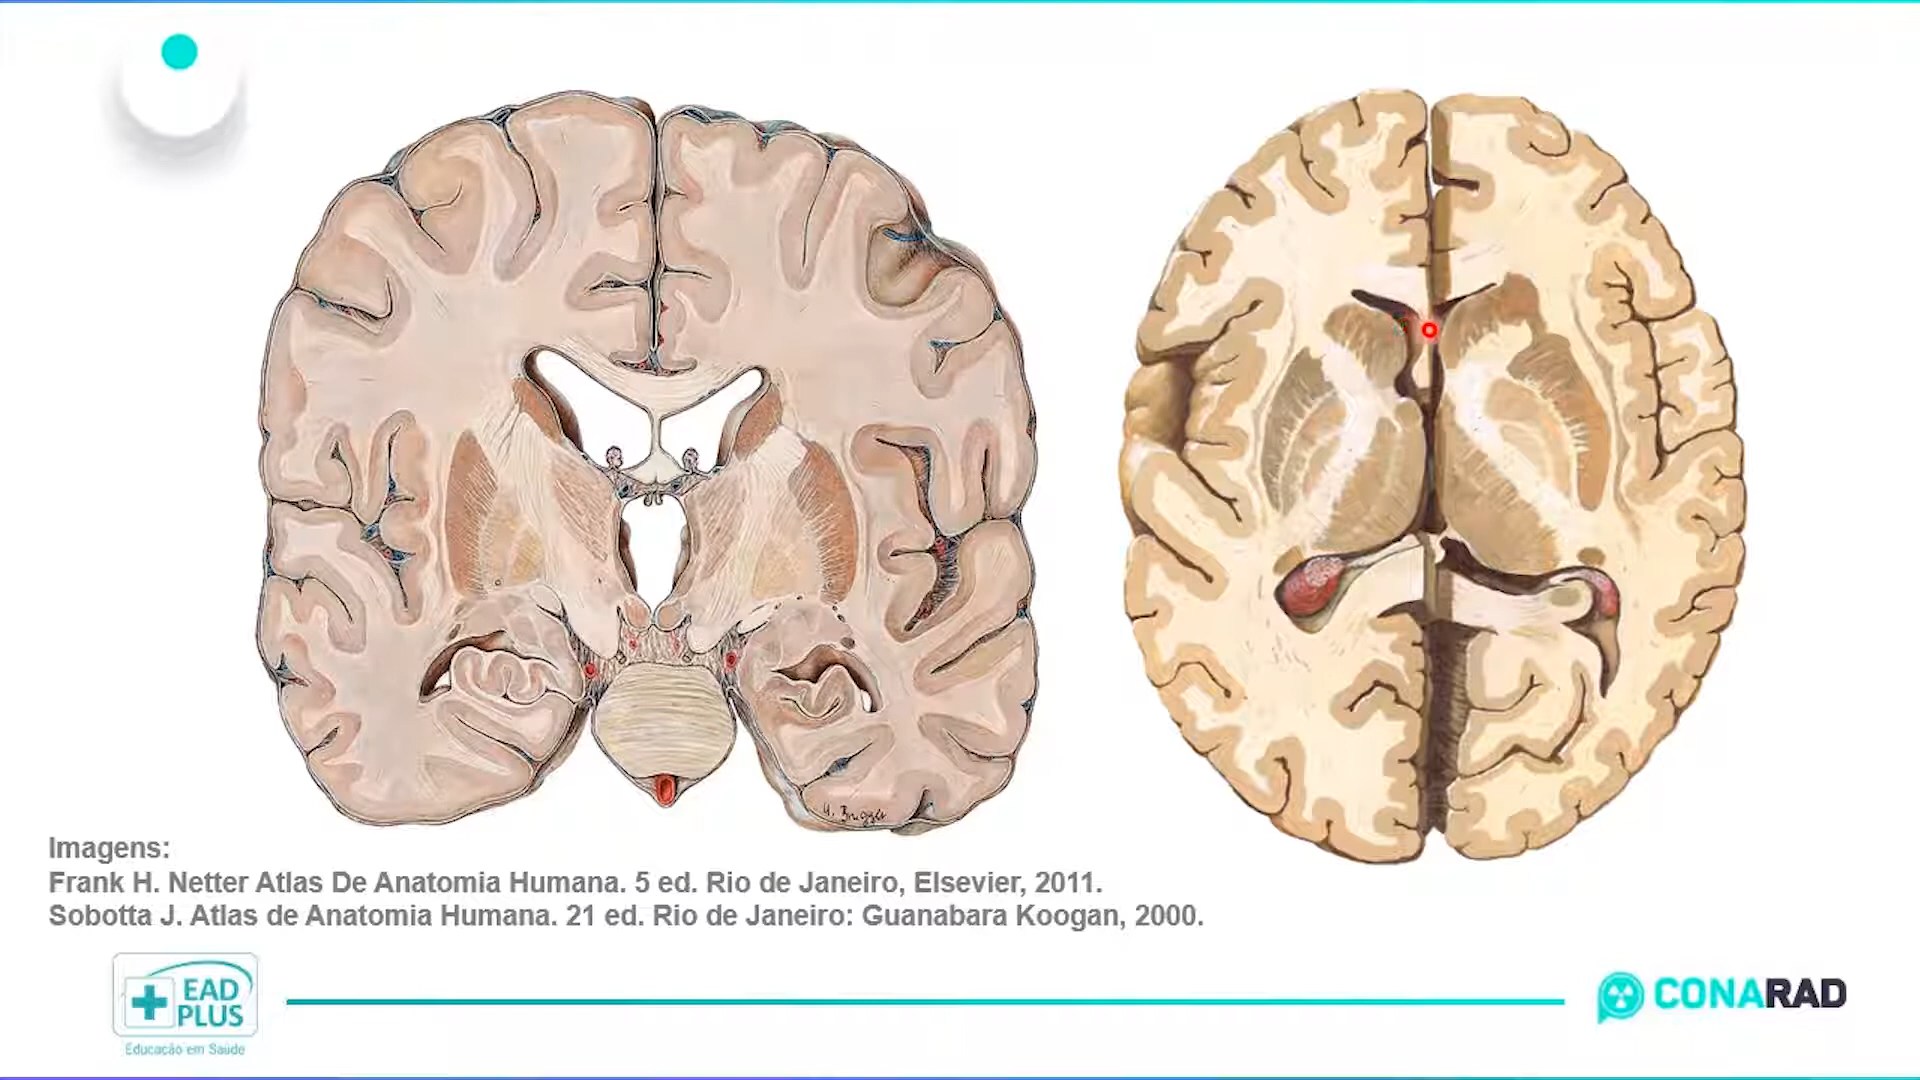 Imagens:
Frank H. Netter Atlas De Anatomia Humana. 5 ed. Rio de Janeiro, Elsevier, 2011.
Sobotta J. Atlas de Anatomia Humana. 21 ed. Rio de Janeiro: Guanabara Koogan, 2000.
EAD
PLUS
Educação em Saúde
CONARAD